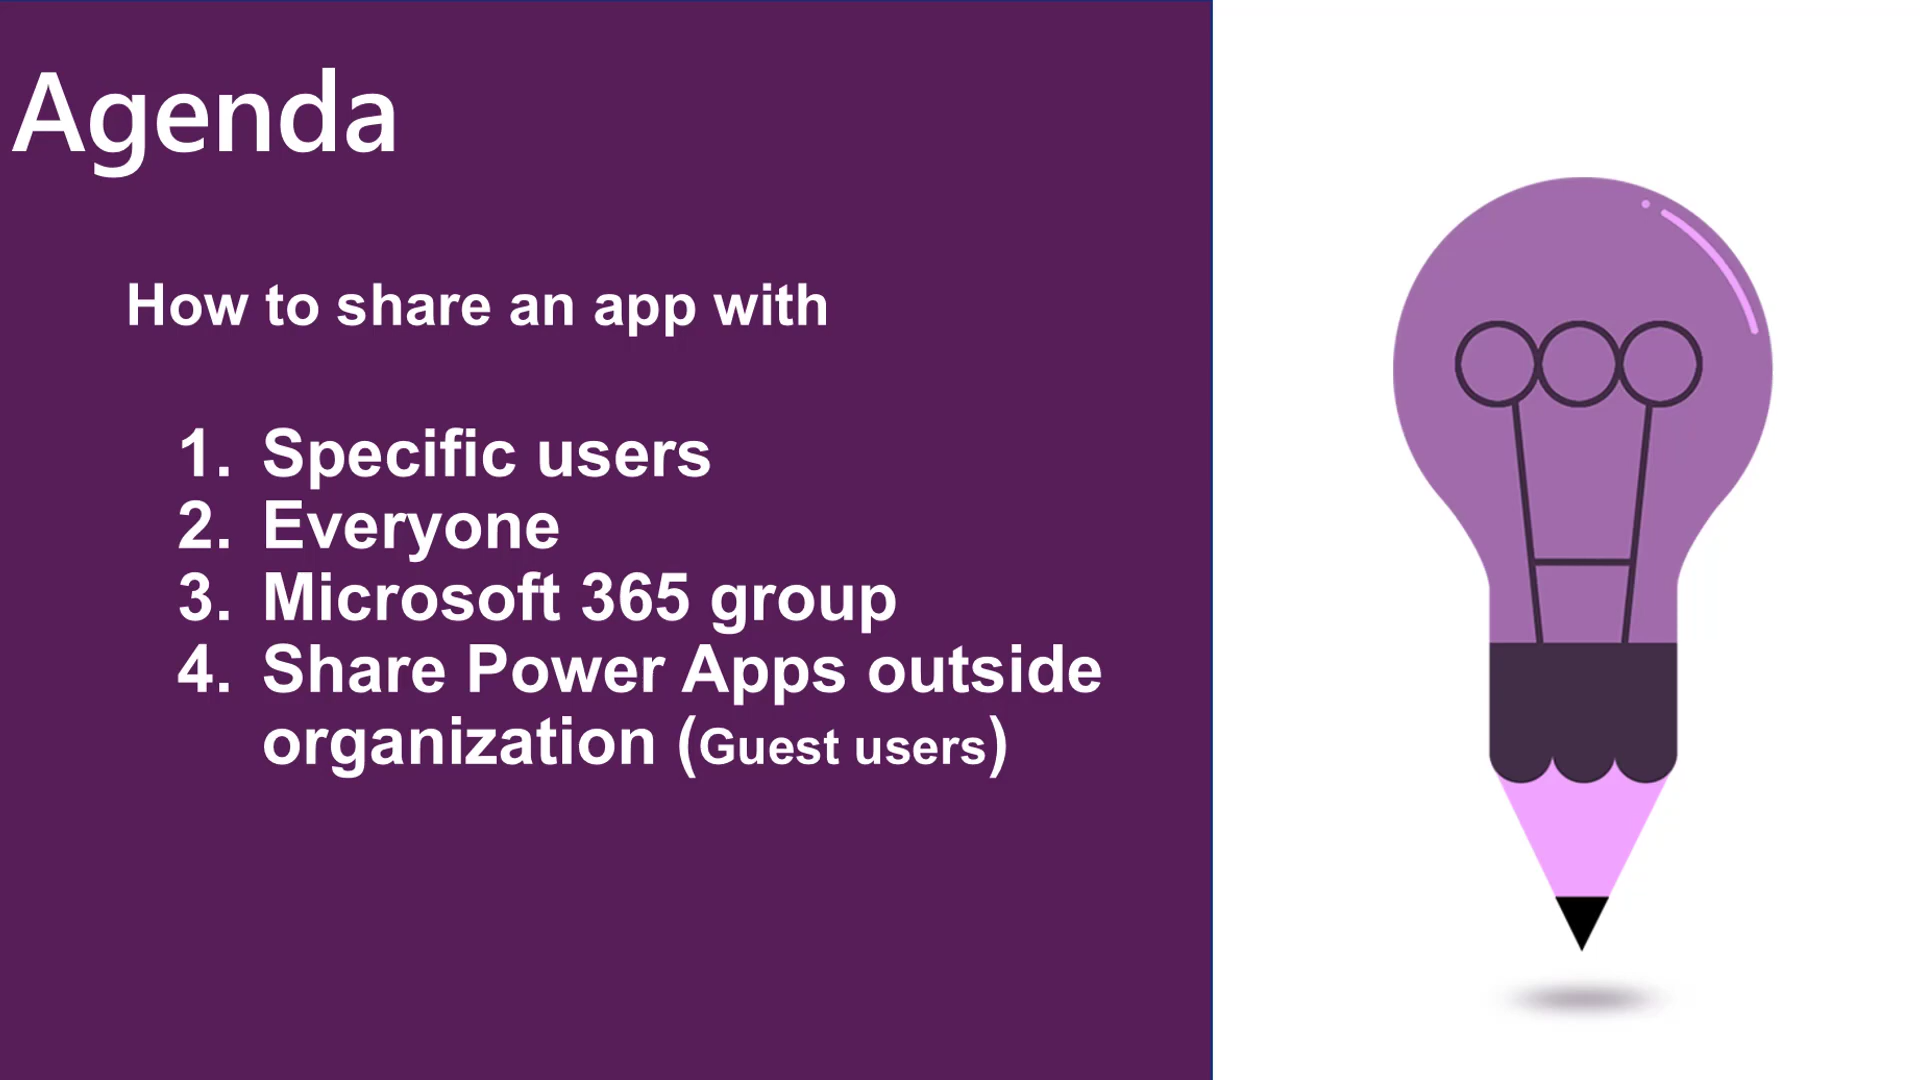 Agenda
How to share an app with
1. Specific users
2. Everyone
3. Microsoft 365 group
4. Share Power Apps outside
organization (Guest users)